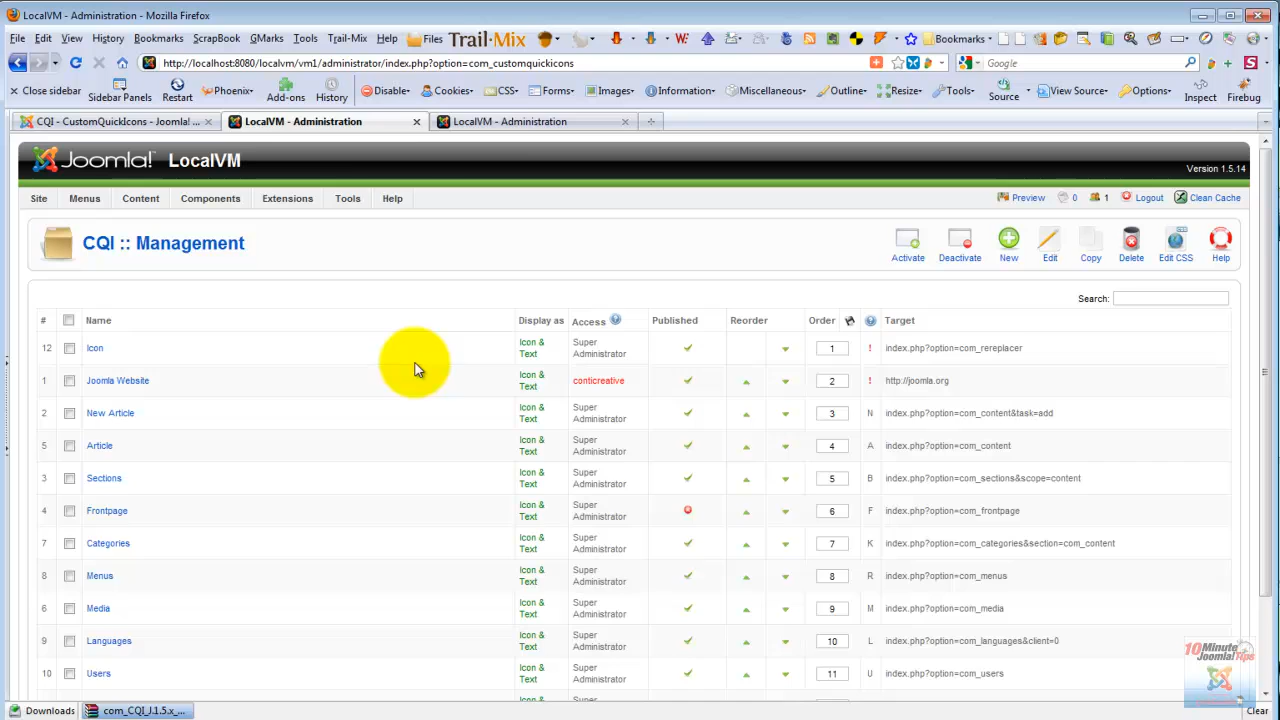 LocalVM - Administration - Mozilla Firefox
File Edit View History Bookmarks ScrapBook GMarks Tools Trail-Mix Help Files Trail-Mix Bookmarks
http://localhost:8080/localvm/vm1/administrator/index.php?option=com_customquickicons Google
Close sidebar Sidebar Panels Restart Phoenix Add-ons History Disable Cookies CSS Forms Images Information Miscellaneous Outline Resize Tools Source View Source Options Inspect Firebug
CQI - CustomQuickIcons - Joomla! ... LocalVM - Administration LocalVM - Administration
Joomla! LocalVM
Version 1.5.14
Site Menus Content Components Extensions Tools Help Preview 0 1 Logout Clean Cache
CQI :: Management
Activate Deactivate New Edit Copy Delete Edit CSS Help
Search:
# Name Display as Access Published Reorder Order Target
12 Icon Icon & Text Super Administrator 1 ! index.php?option=com_rereplacer
1 Joomla Website Icon & Text conticreative 2 ! http://joomla.org
2 New Article Icon & Text Super Administrator 3 N index.php?option=com_content&task=add
5 Article Icon & Text Super Administrator 4 A index.php?option=com_content
3 Sections Icon & Text Super Administrator 5 B index.php?option=com_sections&scope=content
4 Frontpage Icon & Text Super Administrator 6 F index.php?option=com_frontpage
7 Categories Icon & Text Super Administrator 7 K index.php?option=com_categories&section=com_content
8 Menus Icon & Text Super Administrator 8 R index.php?option=com_menus
6 Media Icon & Text Super Administrator 9 M index.php?option=com_media
9 Languages Icon & Text Super Administrator 10 L index.php?option=com_languages&client=0
10 Users Icon & Text Super Administrator 11 U index.php?option=com_users
Icon & Super
10 Minute Joomla! Tips
Downloads com_CQI_J.1.5.x_... Clear